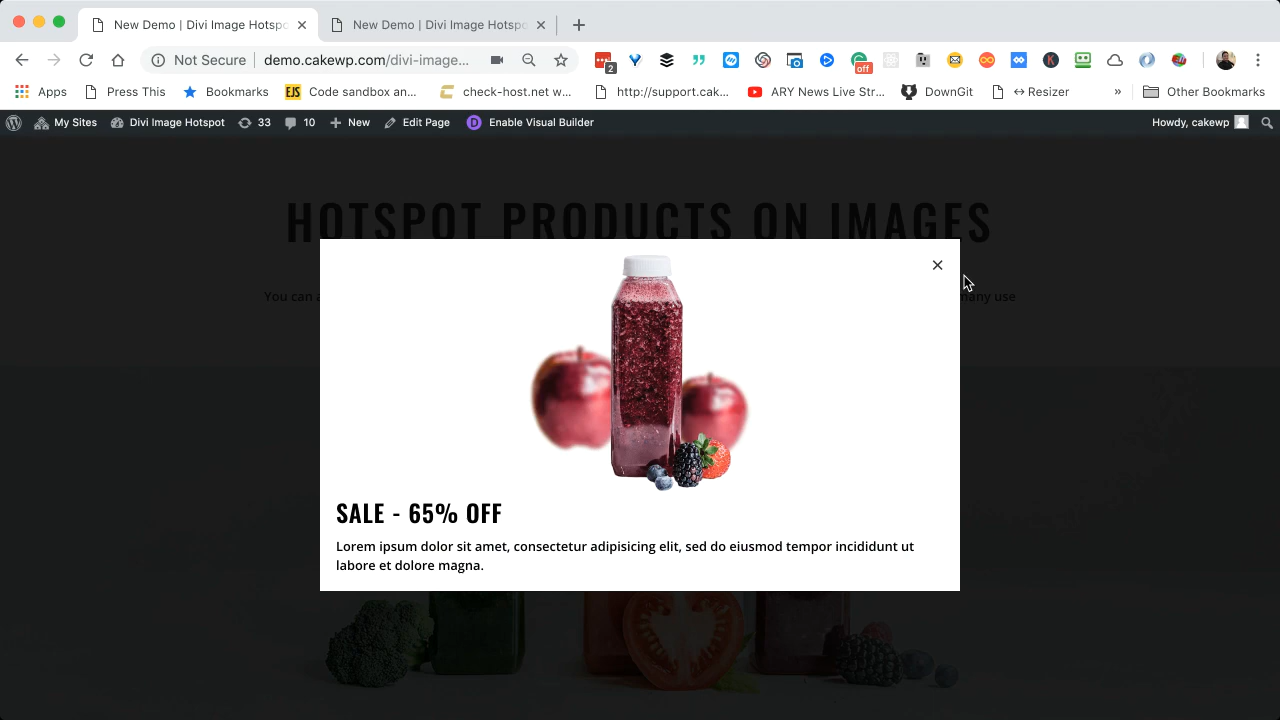 New Demo | Divi Image Hotspo
New Demo | Divi Image Hotspo
Not Secure
demo.cakewp.com/divi-image...
2
off
Apps
Press This
Bookmarks
EJS
Code sandbox an...
check-host.net w...
http://support.cak...
ARY News Live Str...
DownGit
↔ Resizer
»
Other Bookmarks
My Sites
Divi Image Hotspot
33
10
New
Edit Page
D
Enable Visual Builder
Howdy, cakewp
HOTSPOT PRODUCTS ON IMAGES
You can a
many use
SALE - 65% OFF
Lorem ipsum dolor sit amet, consectetur adipisicing elit, sed do eiusmod tempor incididunt ut
labore et dolore magna.